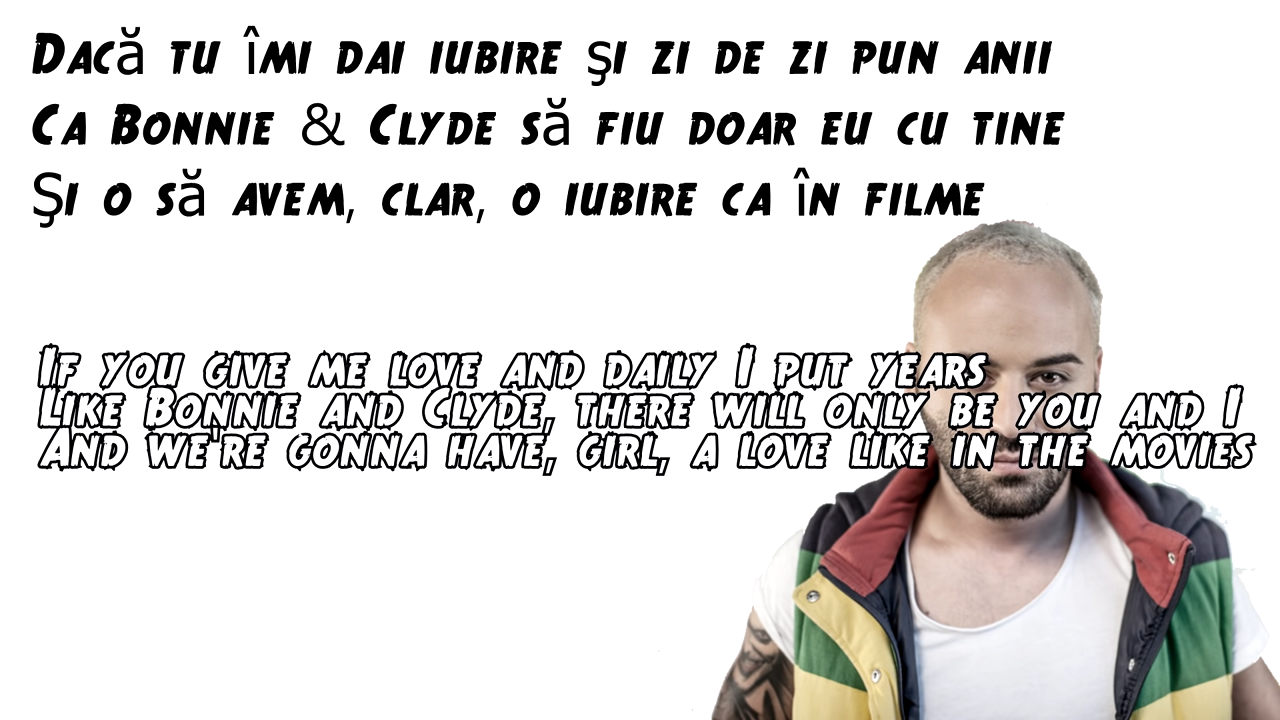 Dacă tu îmi dai iubire şi zi de zi pun anii
Ca Bonnie & Clyde să fiu doar eu cu tine
Şi o să avem, clar, o iubire ca în filme
If you give me love and daily I put years
Like Bonnie and Clyde, there will only be you and I
And we're gonna have, girl, a love like in the movies